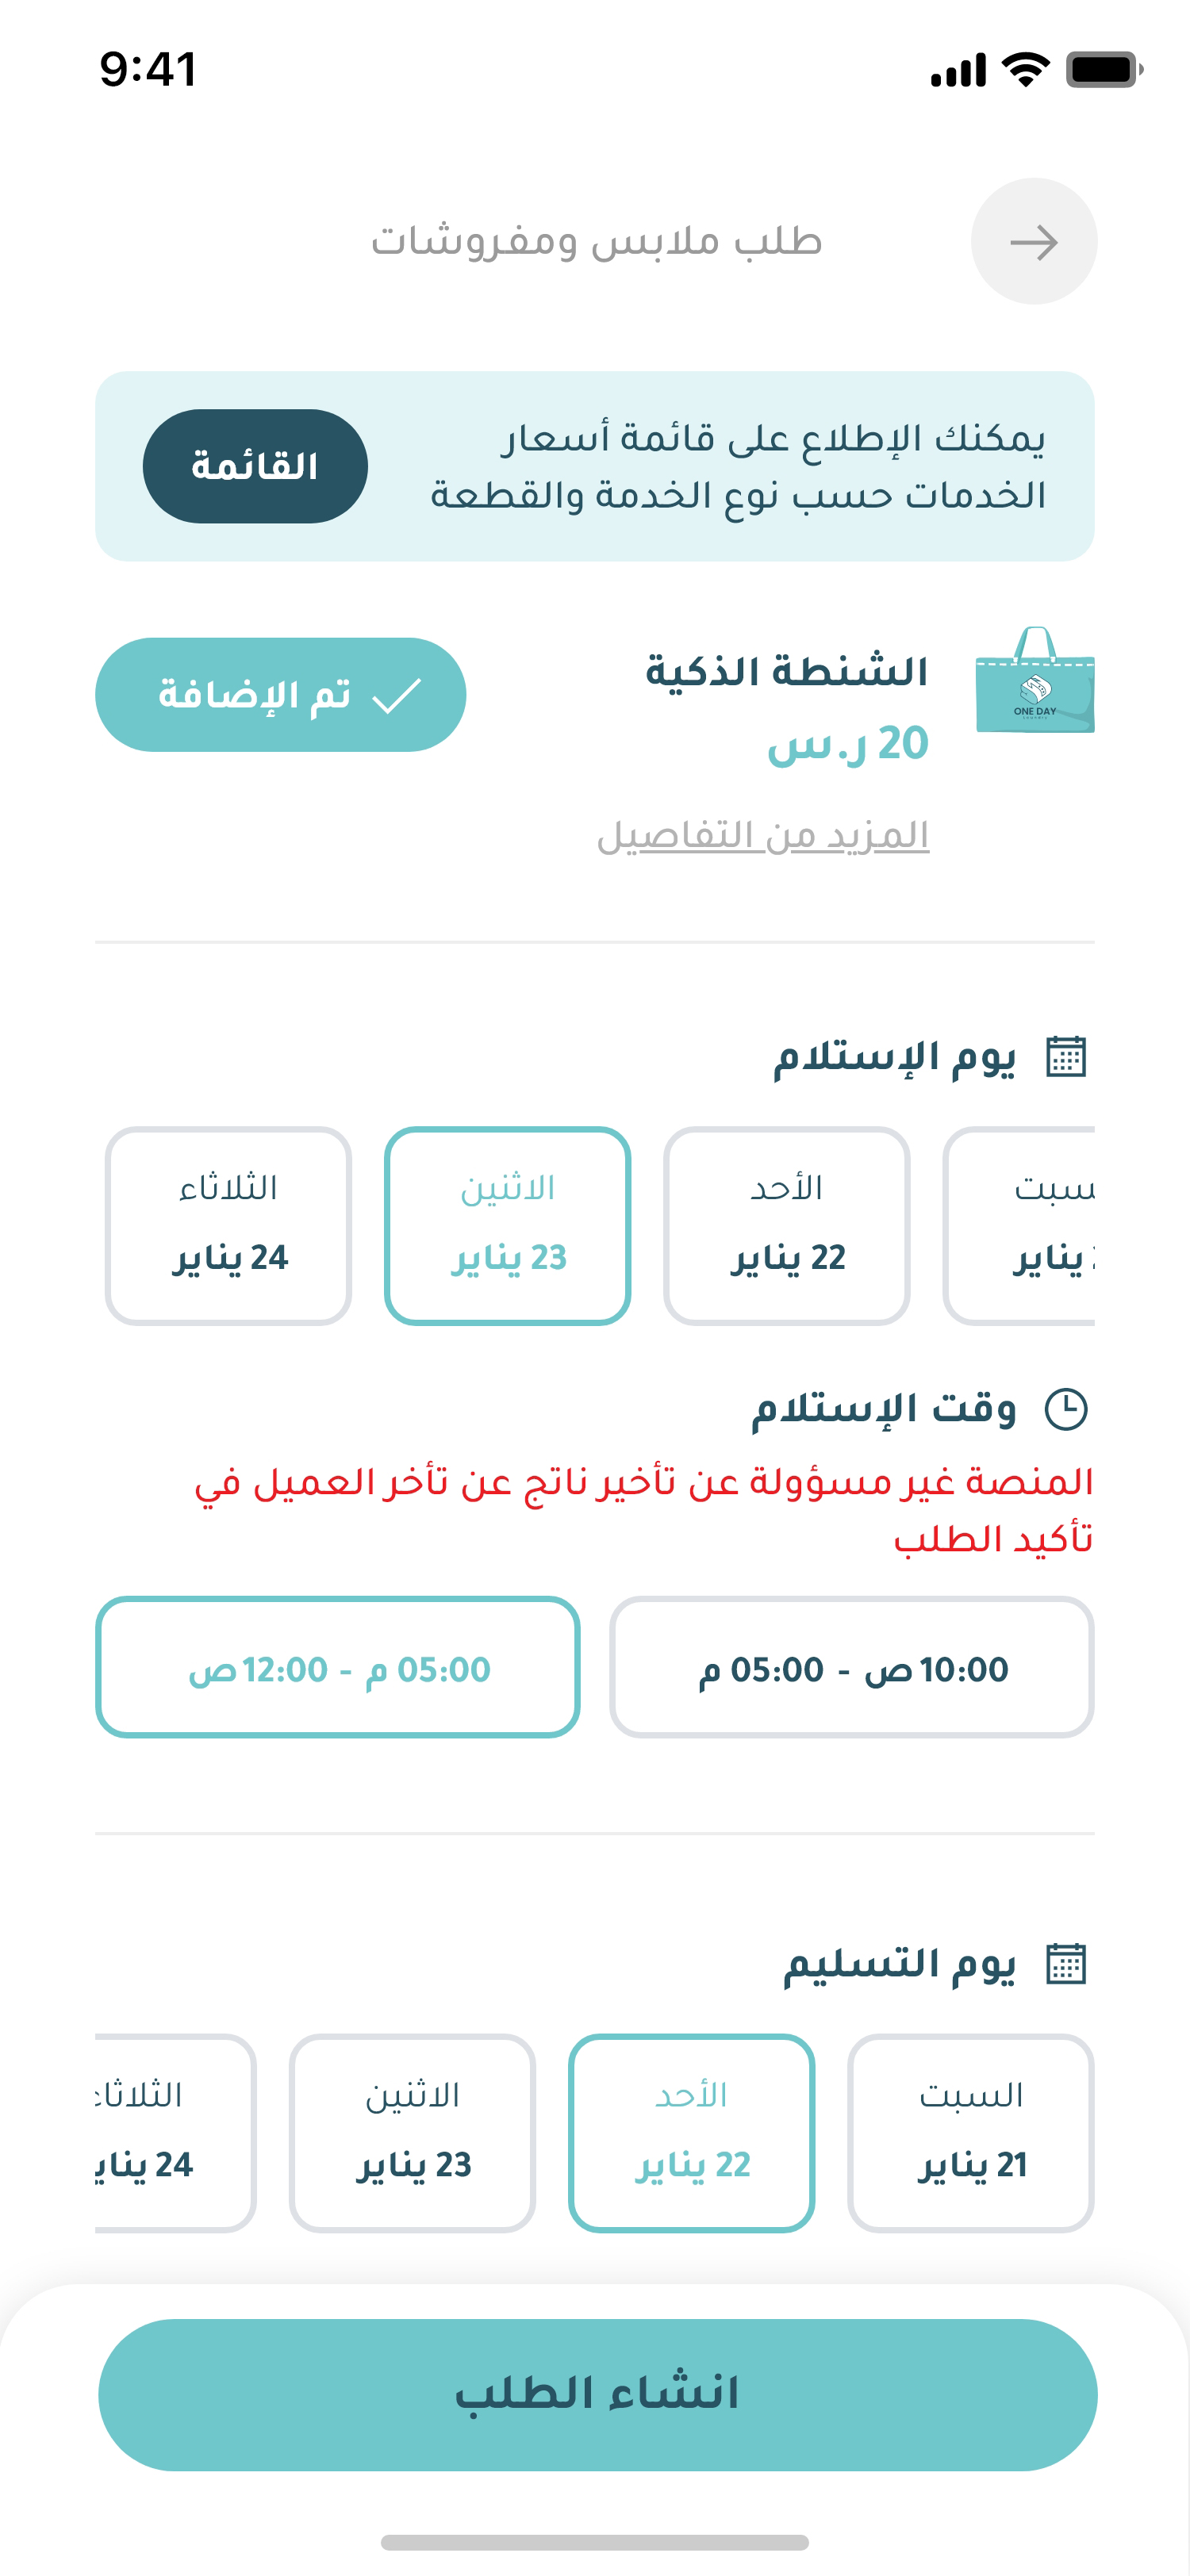 9:41
طلب ملابس ومفروشات
يمكنك الإطلاع على قائمة أسعار
الخدمات حسب نوع الخدمة والقطعة
القائمة
ONE DAY
الشنطة الذكية
تم الإضافة
20 ر.س
المزيد من التفاصيل
يوم الإستلام
الأحد الاثنين الثلاثاء
يناير 22 يناير 23 يناير 24 يناير
وقت الإستلام
المنصة غير مسؤولة عن تأخير ناتج عن تأخر العميل في
تأكيد الطلب
10:00 ص - 05:00 م
05:00 م - 12:00 ص
يوم التسليم
السبت الأحد الاثنين الثلاثاء
21 يناير 22 يناير 23 يناير 24 يناير
انشاء الطلب